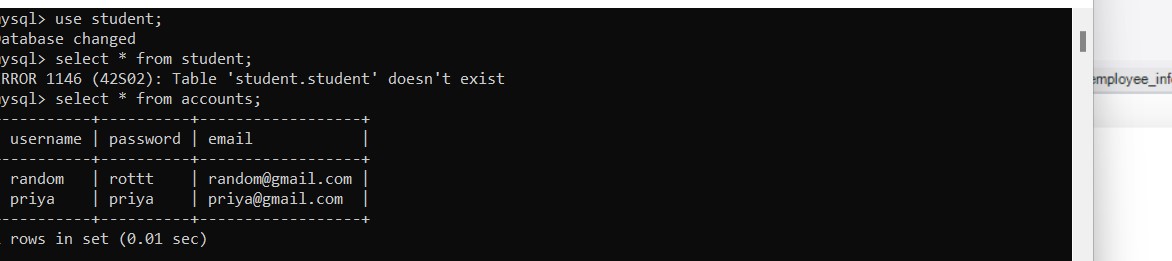 ysql> use student;
atabase changed
ysql> select * from student;
RROR 1146 (42S02): Table 'student.student' doesn't exist
ysql> select * from accounts;
----------+----------+------------------+
username | password | email |
----------+----------+------------------+
random | rottt | random@gmail.com |
priya | priya | priya@gmail.com |
----------+----------+------------------+
rows in set (0.01 sec)
employee_inf